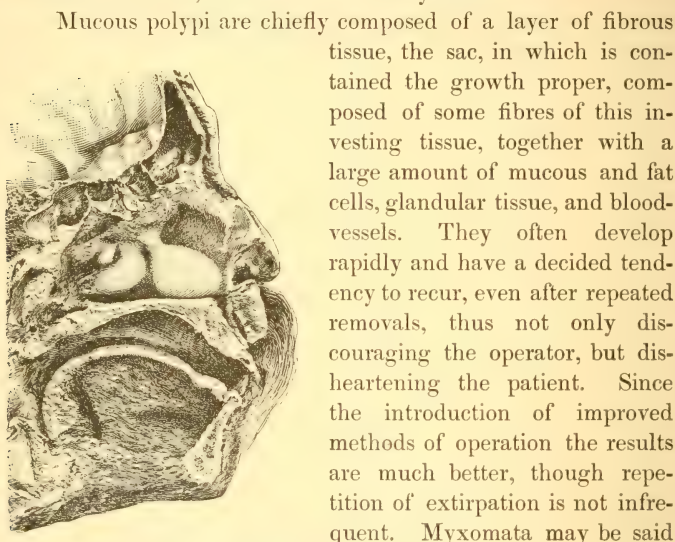 Mucous polypi are chiefly composed of a layer of fibrous
tissue, the sac, in which is con-
tained the growth proper, com-
posed of some fibres of this in-
vesting tissue, together with a
large amount of mucous and fat
cells, glandular tissue, and blood-
vessels. They often develop
rapidly and have a decided tend-
ency to recur, even after repeated
removals, thus not only dis-
couraging the operator, but dis-
heartening the patient. Since
the introduction of improved
methods of operation the results
are much better, though repe-
tition of extirpation is not infre-
quent. Myxomata may be said